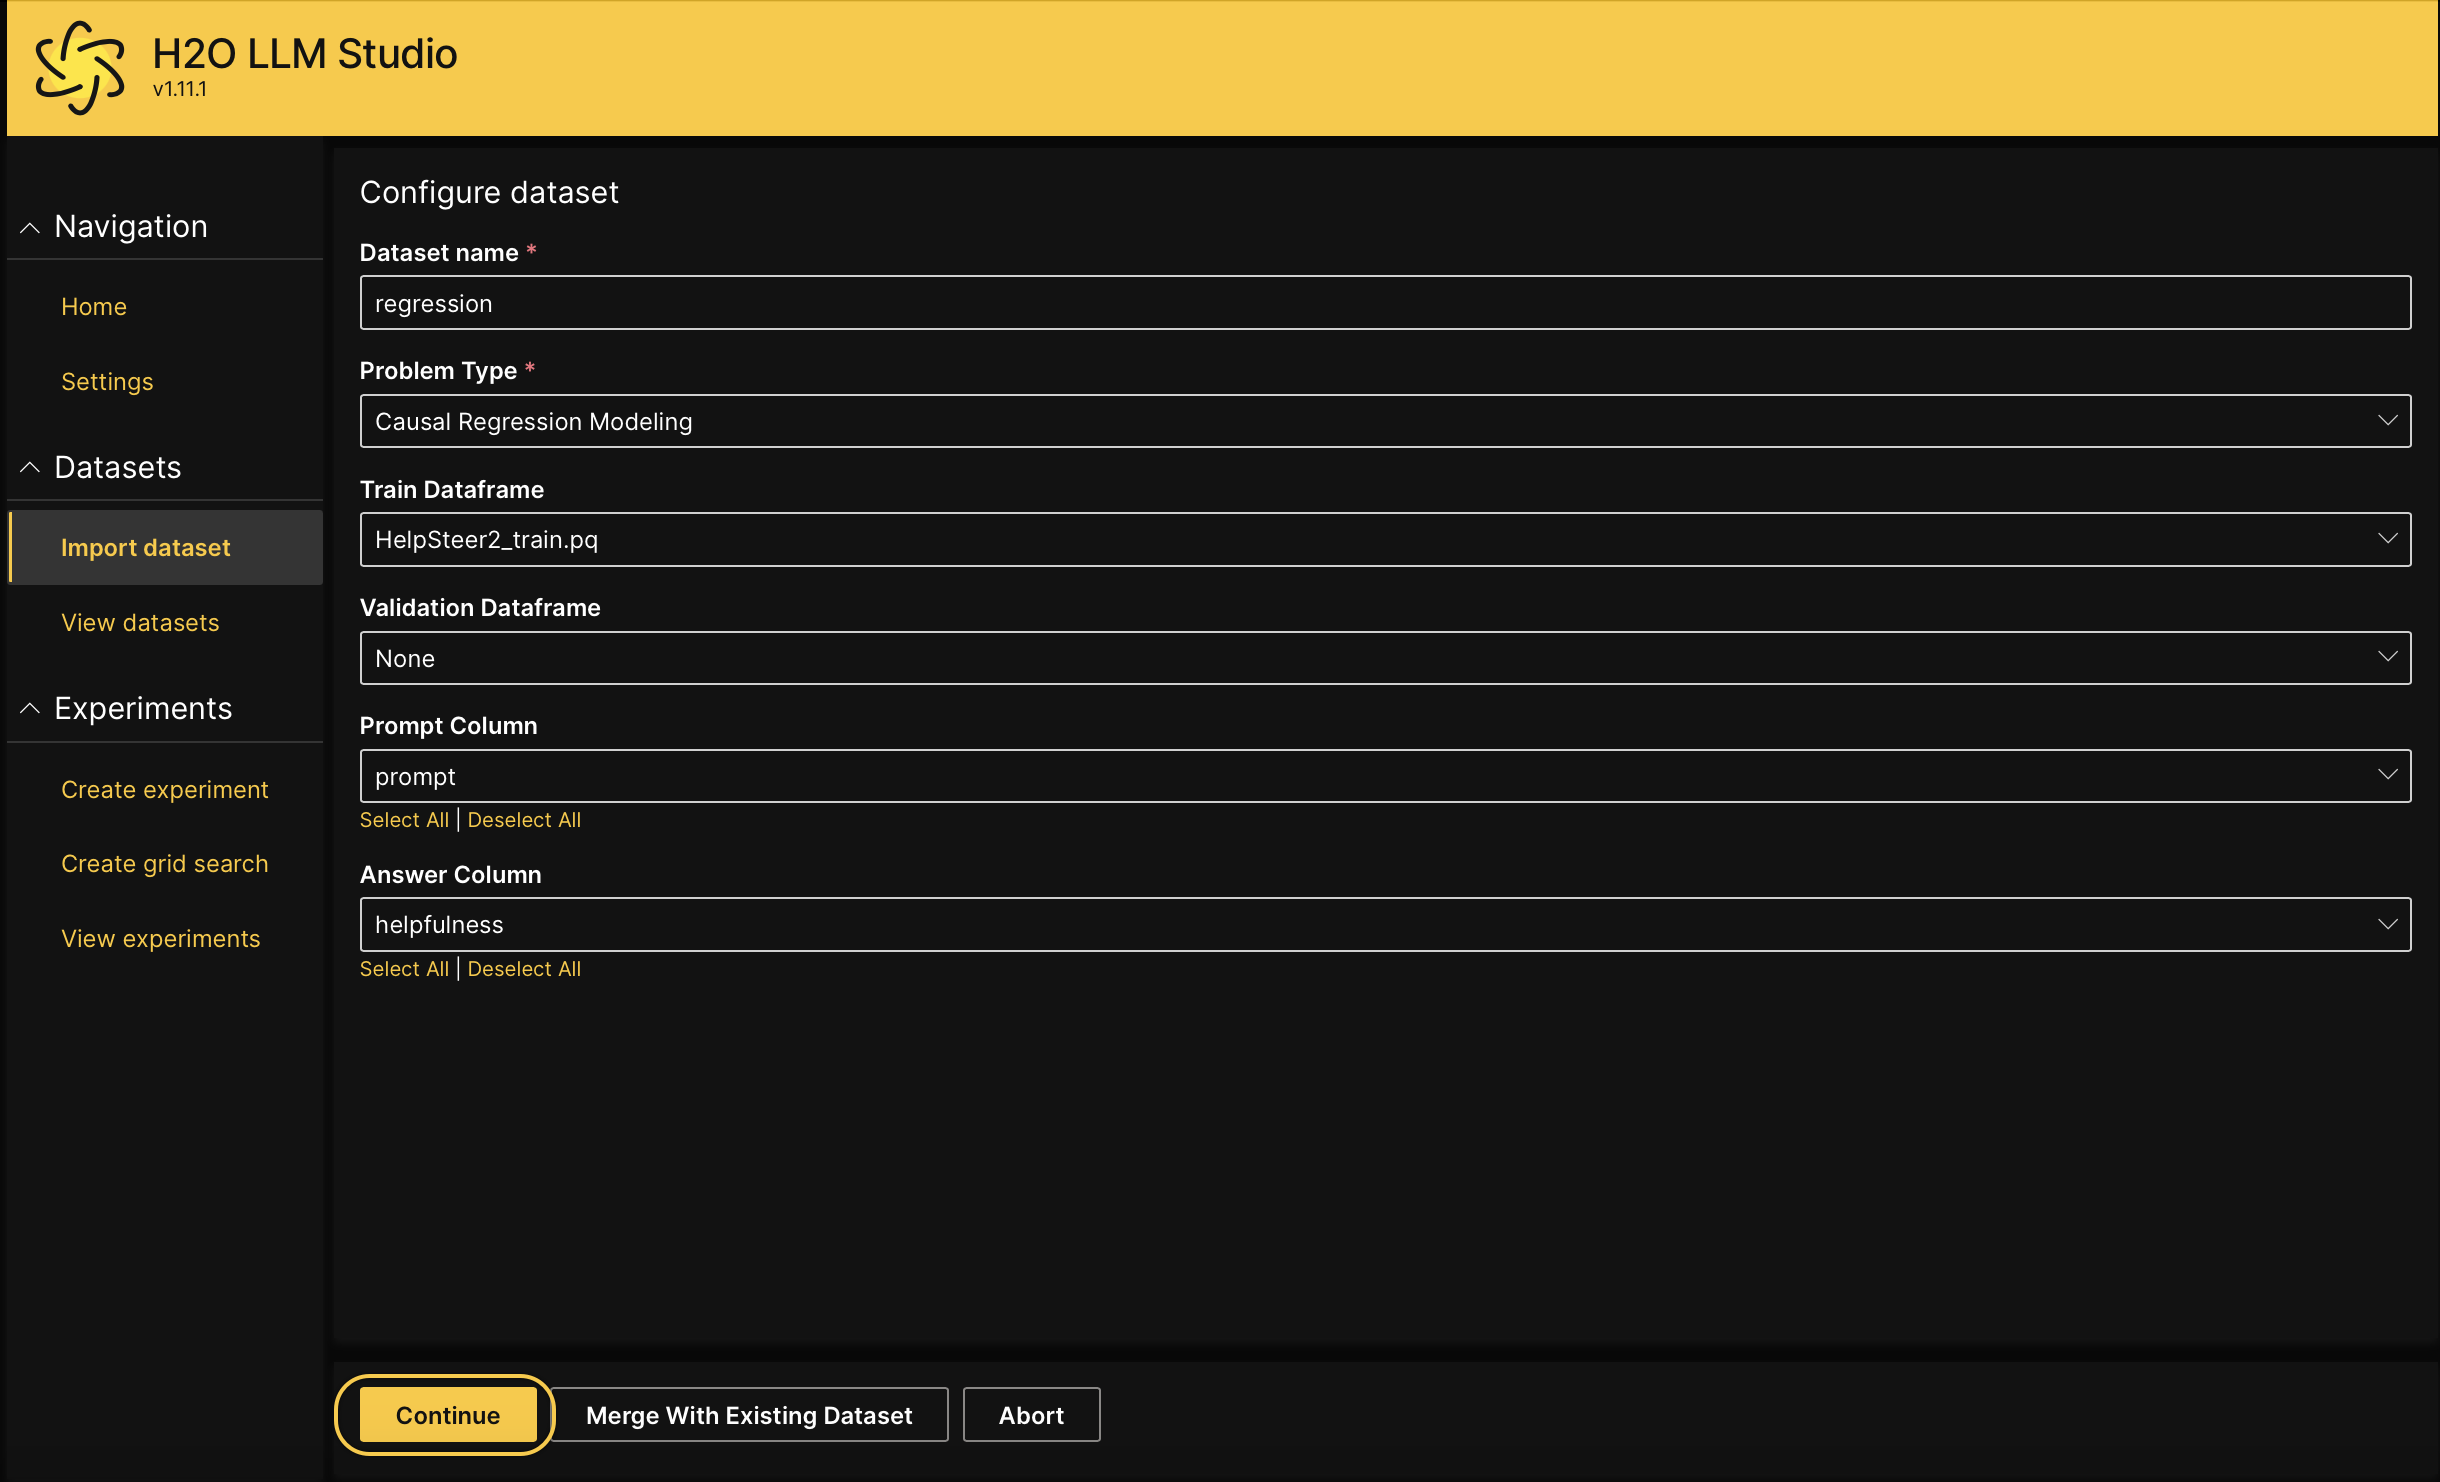 H2O LLM Studio
v1.11.1
Navigation
Home
Settings
Datasets
Import dataset
View datasets
Experiments
Create experiment
Create grid search
View experiments
Configure dataset
Dataset name *
regression
Problem Type *
Causal Regression Modeling
Train Dataframe
HelpSteer2_train.pq
Validation Dataframe
None
Prompt Column
prompt
Select All | Deselect All
Answer Column
helpfulness
Select All | Deselect All
Continue
Merge With Existing Dataset
Abort